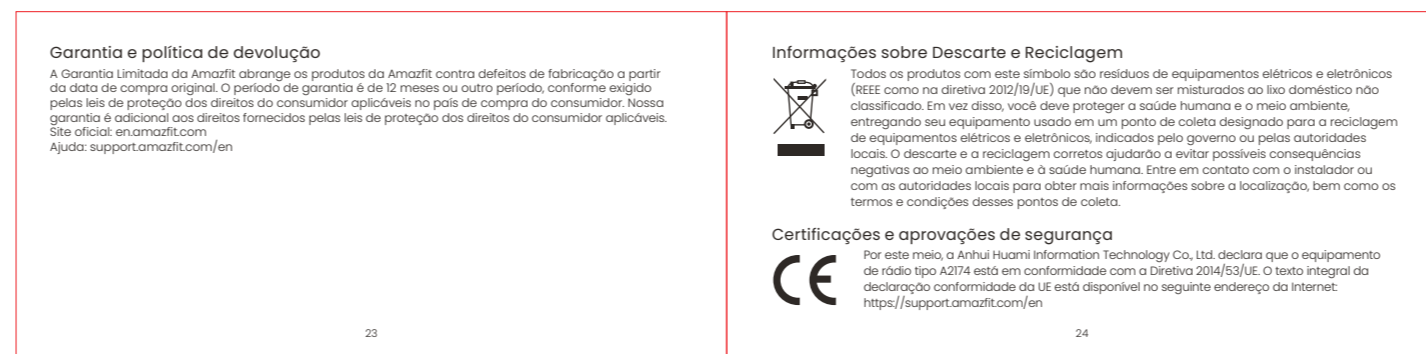 Garantia e política de devolução
A Garantia Limitada da Amazfit abrange os produtos da Amazfit contra defeitos de fabricação a partir
da data de compra original. O período de garantia é de 12 meses ou outro período, conforme exigido
pelas leis de proteção dos direitos do consumidor aplicáveis no país de compra do consumidor. Nossa
garantia é adicional aos direitos fornecidos pelas leis de proteção dos direitos do consumidor aplicáveis.
Site oficial: en.amazfit.com
Ajuda: support.amazfit.com/en
23
Informações sobre Descarte e Reciclagem
Todos os produtos com este símbolo são resíduos de equipamentos elétricos e eletrônicos
(REEE como na diretiva 2012/19/UE) que não devem ser misturados ao lixo doméstico não
classificado. Em vez disso, você deve proteger a saúde humana e o meio ambiente,
entregando seu equipamento usado em um ponto de coleta designado para a reciclagem
de equipamentos elétricos e eletrônicos, indicados pelo governo ou pelas autoridades
locais. O descarte e a reciclagem corretos ajudarão a evitar possíveis consequências
negativas ao meio ambiente e à saúde humana. Entre em contato com o instalador ou
com as autoridades locais para obter mais informações sobre a localização, bem como os
termos e condições desses pontos de coleta.
Certificações e aprovações de segurança
CE
Por este meio, a Anhui Huami Information Technology Co., Ltd. declara que o equipamento
de rádio tipo A2174 está em conformidade com a Diretiva 2014/53/UE. O texto integral da
declaração conformidade da UE está disponível no seguinte endereço da Internet:
https://support.amazfit.com/en
24